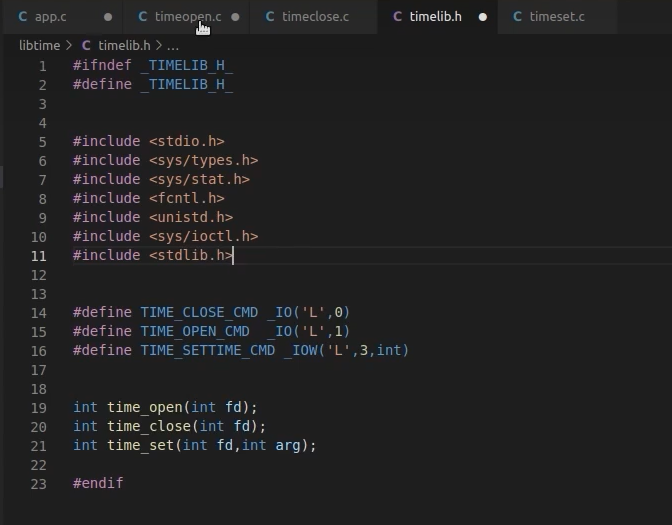 app.c timeopen.c timeclose.c timelib.h timeset.c
libtime > C timelib.h > ...
1 #ifndef _TIMELIB_H_
2 #define _TIMELIB_H_
3
4
5 #include <stdio.h>
6 #include <sys/types.h>
7 #include <sys/stat.h>
8 #include <fcntl.h>
9 #include <unistd.h>
10 #include <sys/ioctl.h>
11 #include <stdlib.h>
12
13
14 #define TIME_CLOSE_CMD _IO('L',0)
15 #define TIME_OPEN_CMD  _IO('L',1)
16 #define TIME_SETTIME_CMD _IOW('L',3,int)
17
18
19 int time_open(int fd);
20 int time_close(int fd);
21 int time_set(int fd,int arg);
22
23 #endif